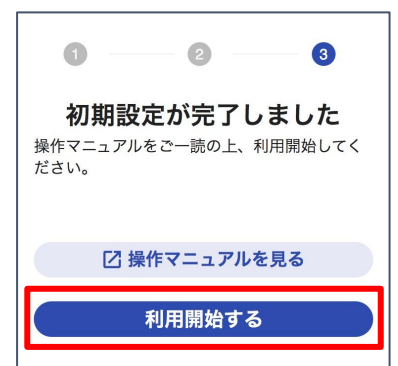 1 2 3
初期設定が完了しました
操作マニュアルをご一読の上、利用開始してく
ださい。
操作マニュアルを見る
利用開始する